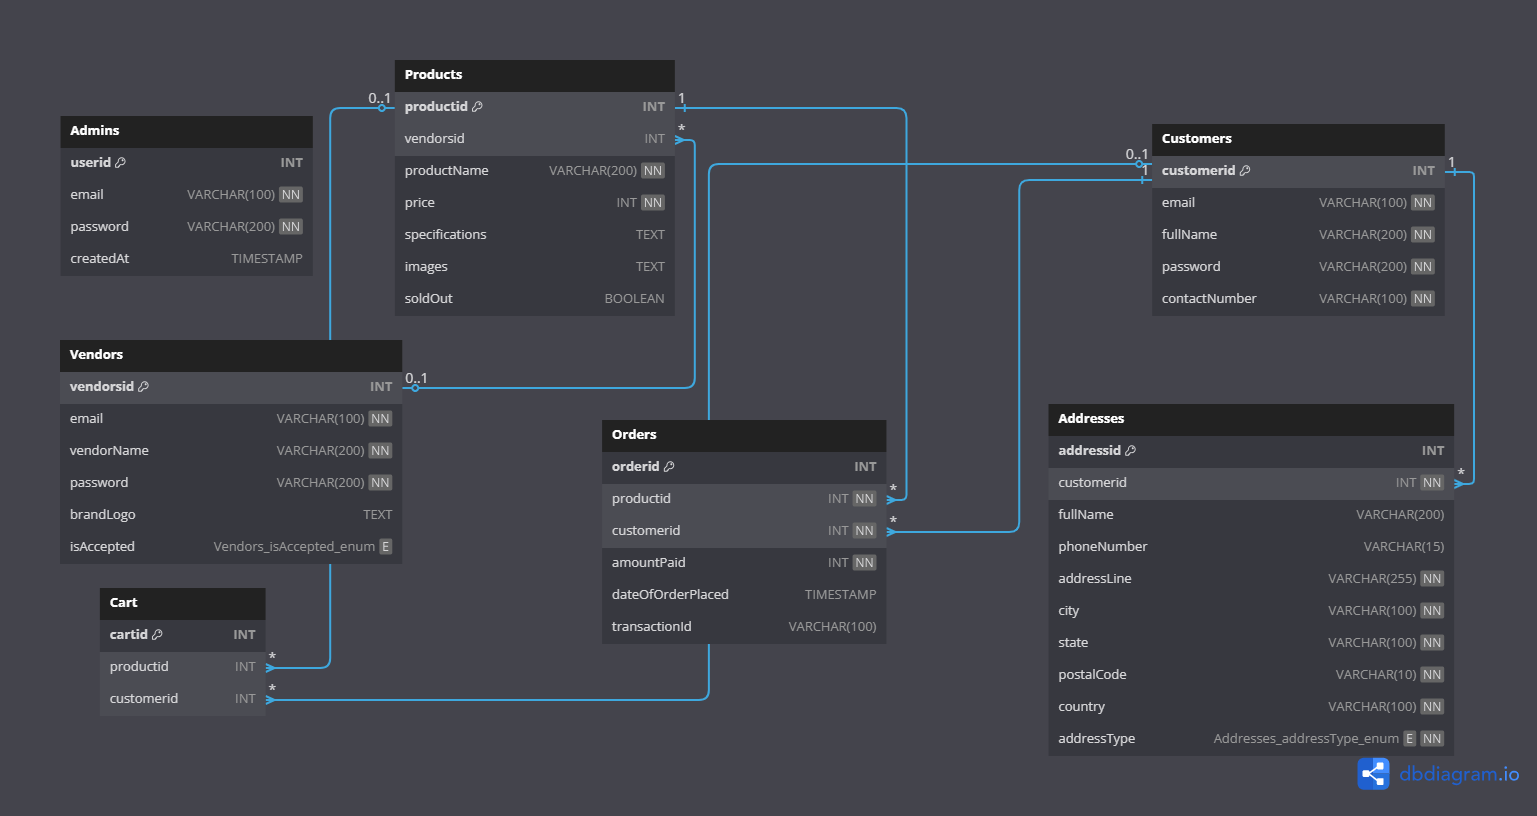 Products
productid INT
vendorsid INT
productName VARCHAR(200) NN
price INT NN
specifications TEXT
images TEXT
soldOut BOOLEAN
0..1
1
*
Admins
userid INT
email VARCHAR(100) NN
password VARCHAR(200) NN
createdAt TIMESTAMP
Customers
customerid INT
email VARCHAR(100) NN
fullName VARCHAR(200) NN
password VARCHAR(200) NN
contactNumber VARCHAR(100) NN
0..1
1
1
Vendors
vendorsid INT
email VARCHAR(100) NN
vendorName VARCHAR(200) NN
password VARCHAR(200) NN
brandLogo TEXT
isAccepted Vendors_isAccepted_enum E
0..1
Orders
orderid INT
productid INT NN
customerid INT NN
amountPaid INT NN
dateOfOrderPlaced TIMESTAMP
transactionId VARCHAR(100)
*
*
Addresses
addressid INT
customerid INT NN
fullName VARCHAR(200)
phoneNumber VARCHAR(15)
addressLine VARCHAR(255) NN
city VARCHAR(100) NN
state VARCHAR(100) NN
postalCode VARCHAR(10) NN
country VARCHAR(100) NN
addressType Addresses_addressType_enum E NN
*
Cart
cartid INT
productid INT
customerid INT
*
*
dbdiagram.io